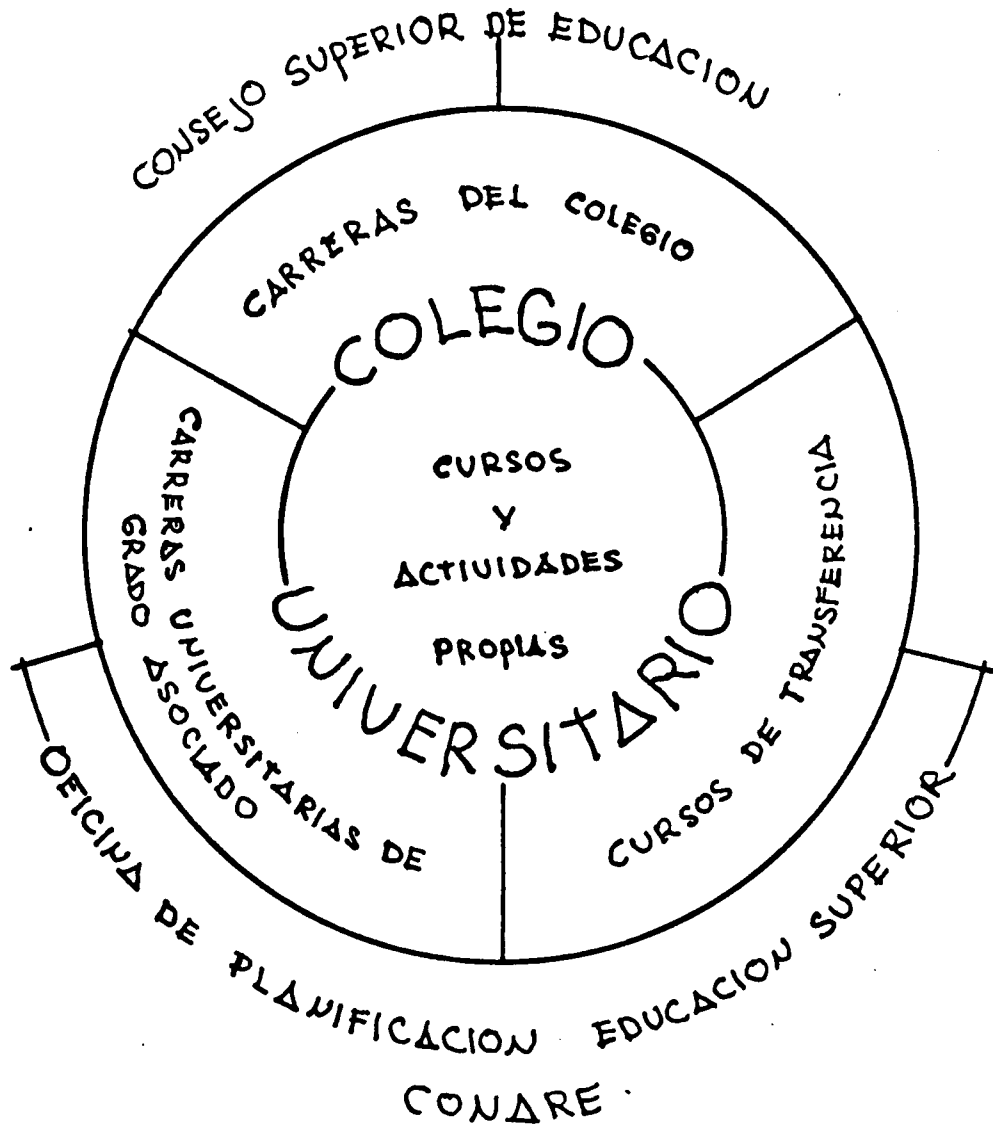 CONSEJO SUPERIOR DE EDUCACION
CARRERAS DEL COLEGIO
COLEGIO
CURSOS
Y
ACTIVIDADES
PROPIAS
UNIVERSITARIO
CARRERAS UNIVERSITARIAS DE
GRADO ASOCIADO
CURSOS DE TRANSFERENCIA
OFICINA DE PLANIFICACION EDUCACION SUPERIOR
CONARE